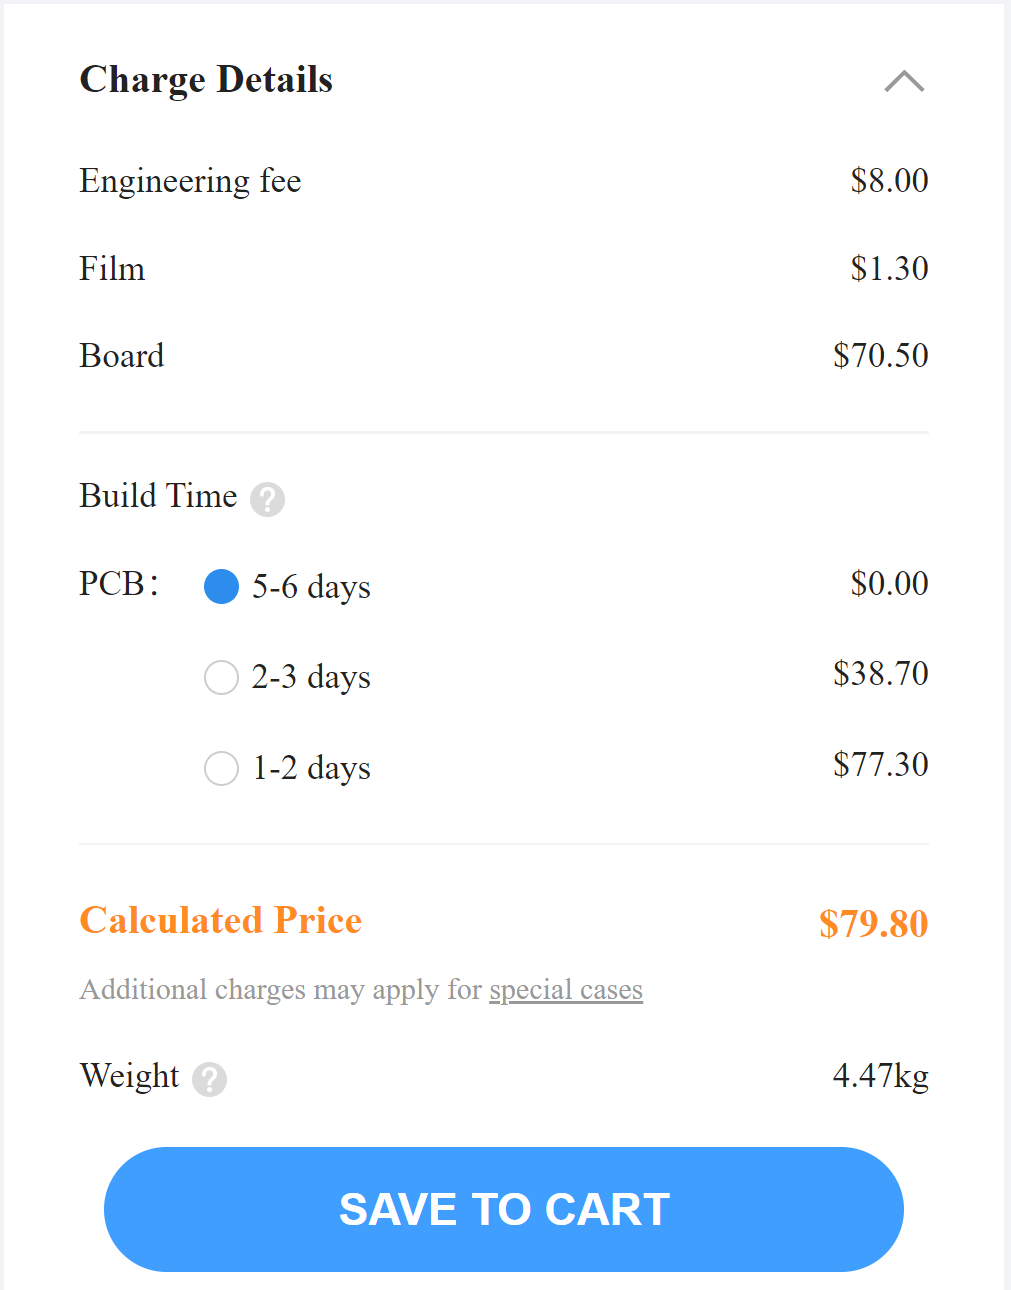 Charge Details
Engineering fee $8.00
Film $1.30
Board $70.50
Build Time ?
PCB: 5-6 days $0.00
2-3 days $38.70
1-2 days $77.30
Calculated Price $79.80
Additional charges may apply for special cases
Weight ? 4.47kg
SAVE TO CART